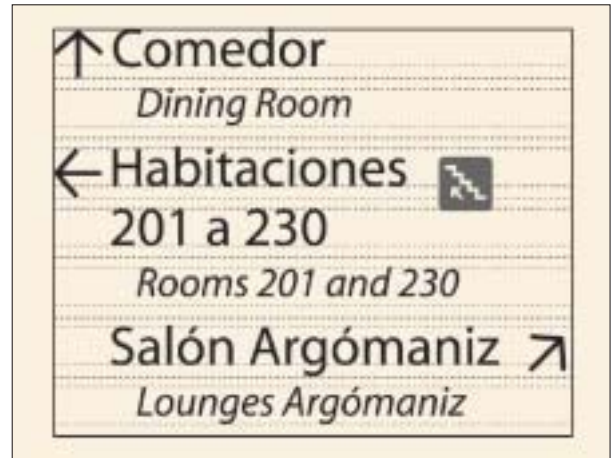 Comedor
Dining Room
Habitaciones
201 a 230
Rooms 201 and 230
Salón Argómaniz
Lounges Argómaniz